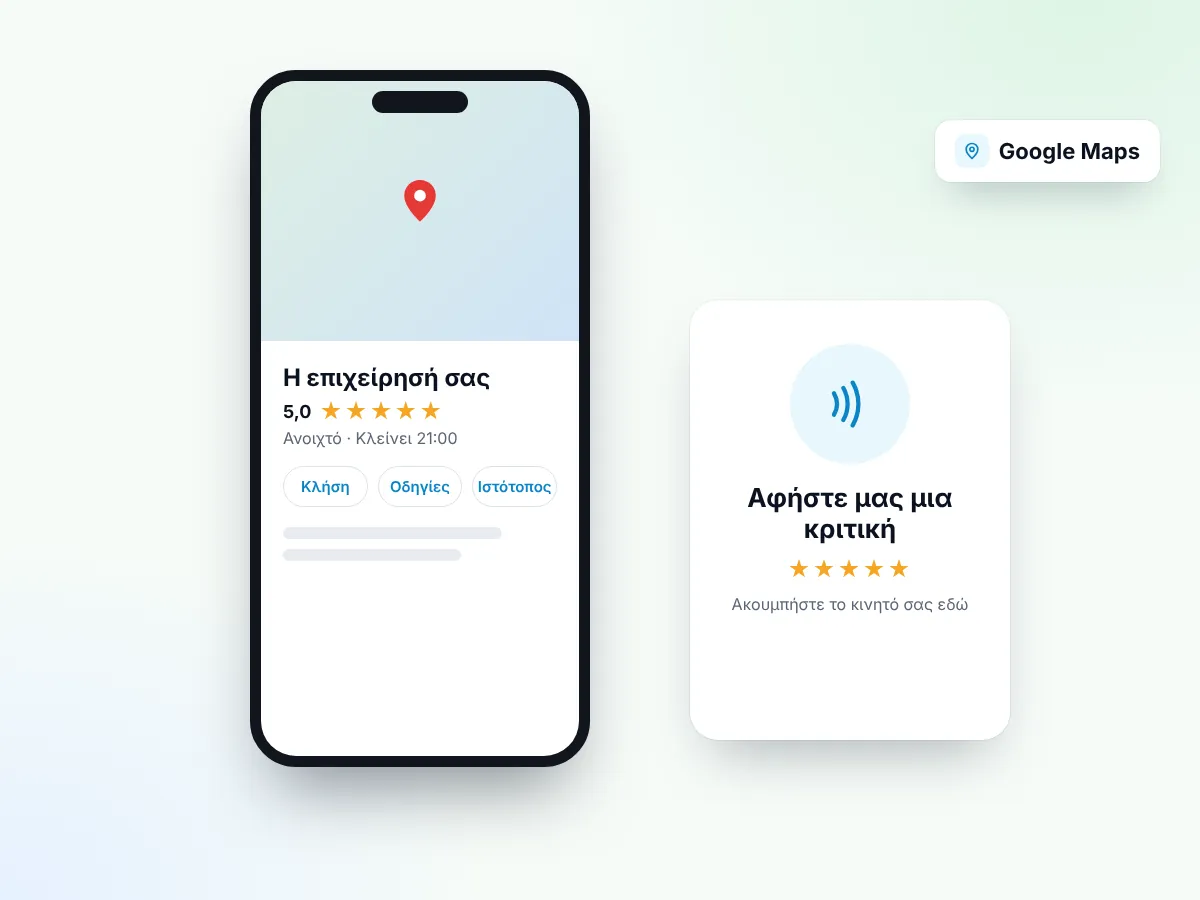 Η επιχείρησή σας
5,0 ★★★★★
Ανοιχτό · Κλείνει 21:00
Κλήση
Οδηγίες
Ιστότοπος
Google Maps
Αφήστε μας μια
κριτική
★★★★★
Ακουμπήστε το κινητό σας εδώ